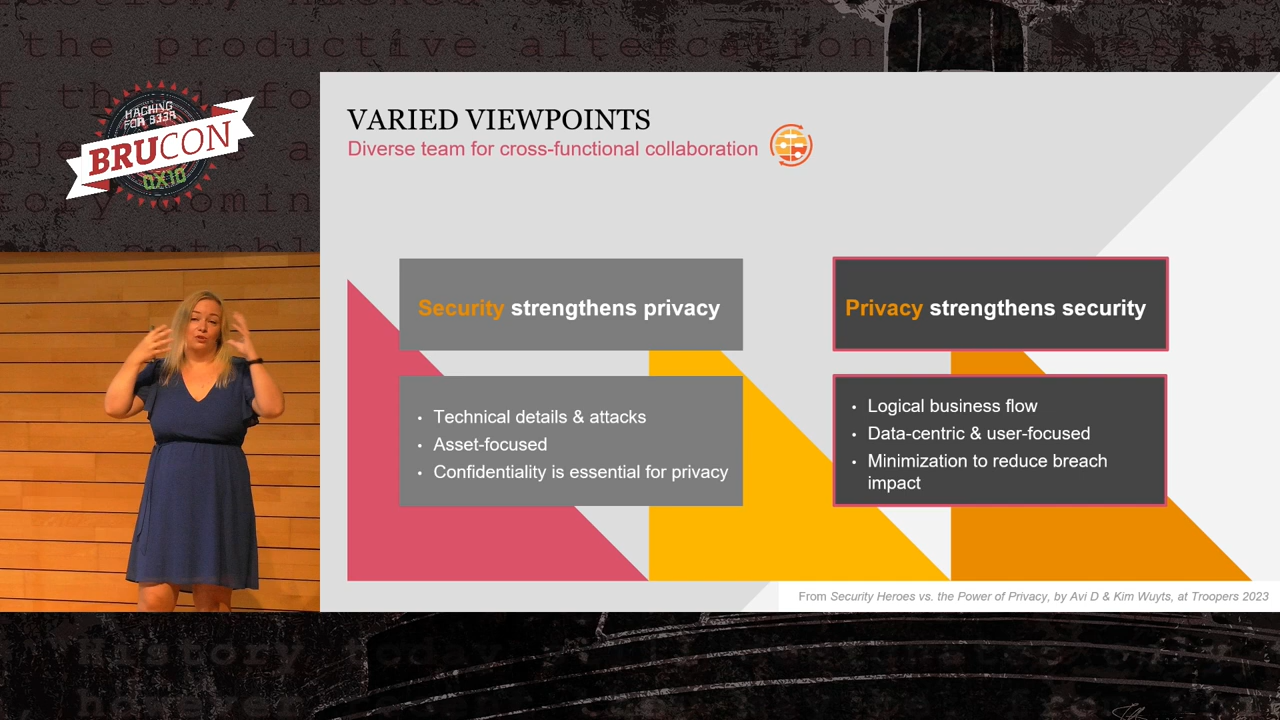 the productive altercation
HACKING
FOR B33R
BRUCON
0X10
VARIED VIEWPOINTS
Diverse team for cross-functional collaboration
Security strengthens privacy
• Technical details & attacks
• Asset-focused
• Confidentiality is essential for privacy
Privacy strengthens security
• Logical business flow
• Data-centric & user-focused
• Minimization to reduce breach
impact
From Security Heroes vs. the Power of Privacy, by Avi D & Kim Wuyts, at Troopers 2023
History today
however